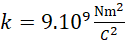 k = 9.10⁹ Nm²/C²